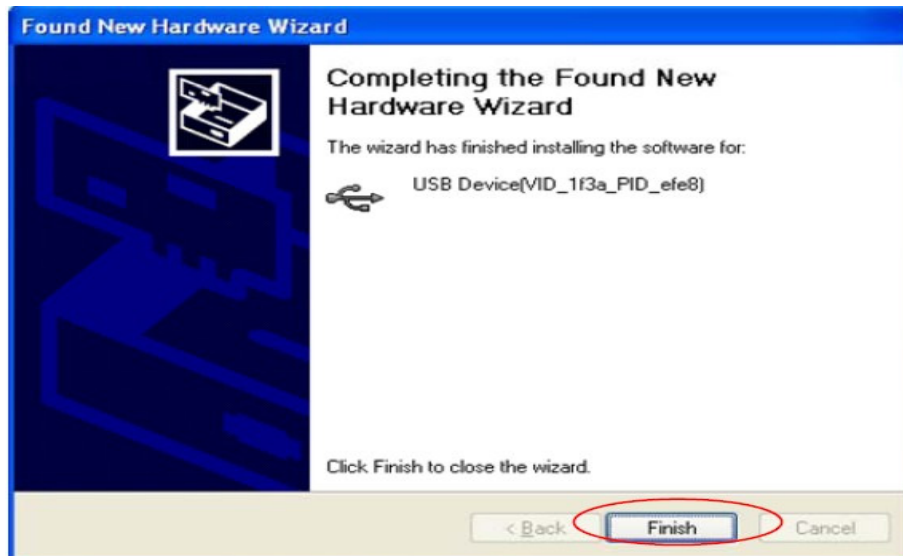 Found New Hardware Wizard
Completing the Found New
Hardware Wizard
The wizard has finished installing the software for:
USB Device(VID_1f3a_PID_efe8)
Click Finish to close the wizard.
< Back
Finish
Cancel